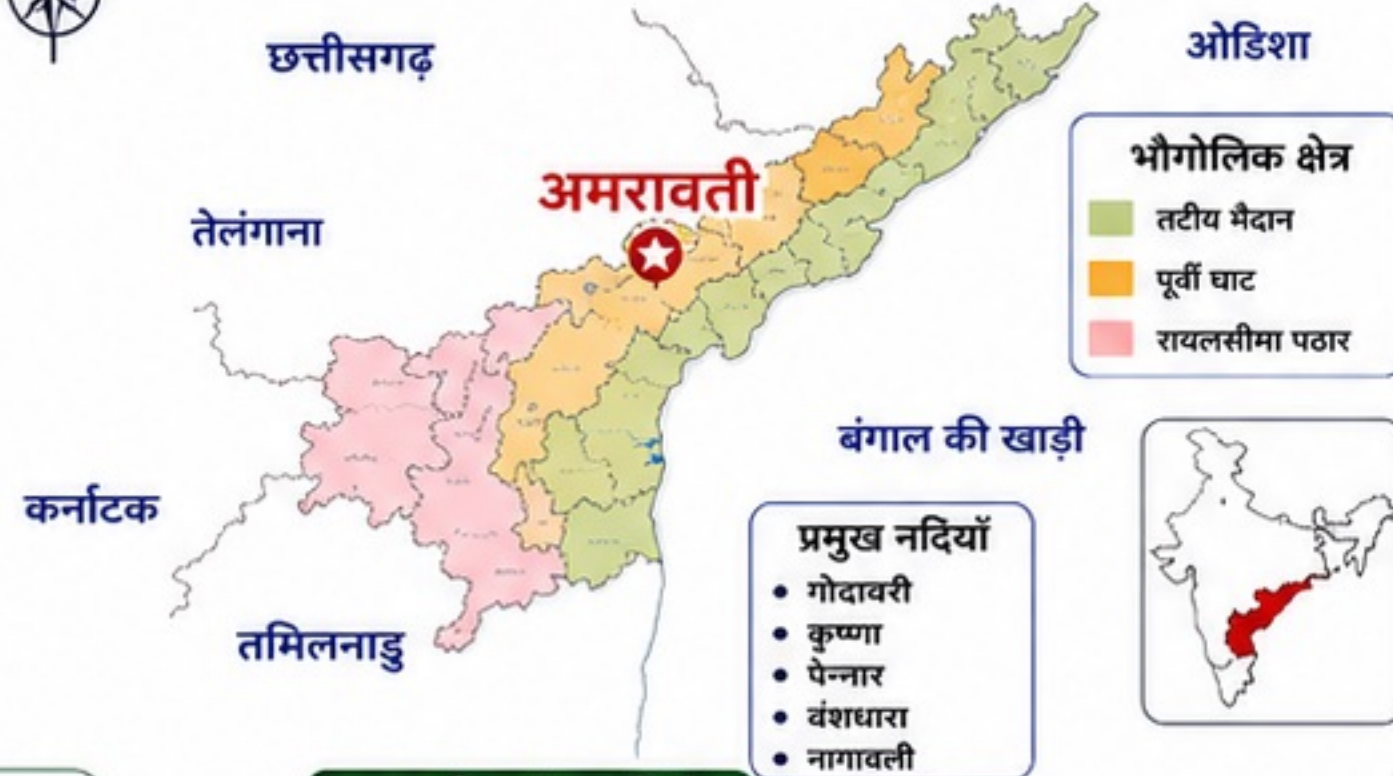 छत्तीसगढ़
ओडिशा
भौगोलिक क्षेत्र
तटीय मैदान
पूर्वी घाट
रायलसीमा पठार
अमरावती
तेलंगाना
बंगाल की खाड़ी
कर्नाटक
तमिलनाडु
प्रमुख नदियाँ
• गोदावरी
• कृष्णा
• पेन्नार
• वंशधारा
• नागावली